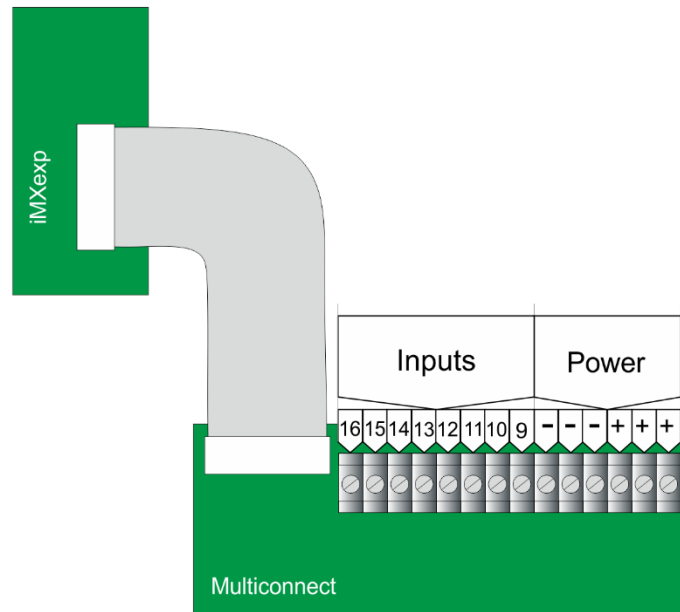 iMXexp
Inputs Power
16 15 14 13 12 11 10 9 - - - + + +
Multiconnect